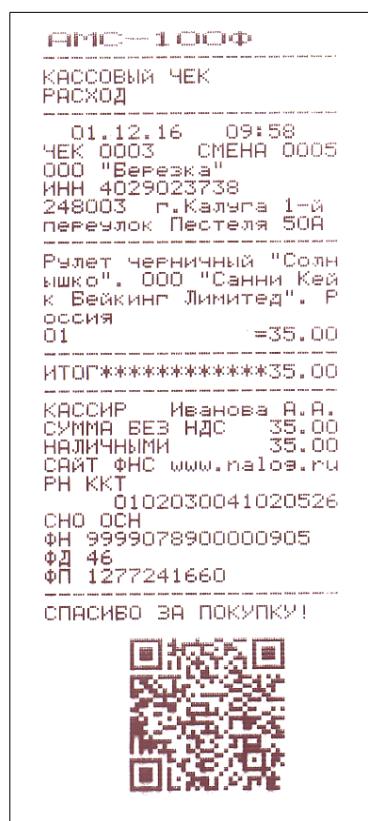 АМС-100Ф
КАССОВЫЙ ЧЕК
РАСХОД
01.12.16 09:58
ЧЕК 0003 СМЕНА 0005
ООО "Березка"
ИНН 4029023738
248003 г.Калуга 1-й
переулок Пестеля 50А
Рулет черничный "Солн
ышко". ООО "Санни Кей
к Бейкинг Лимитед". Р
оссия
01 =35.00
ИТОГ************35.00
КАССИР Иванова А.А.
СУММА БЕЗ НДС 35.00
НАЛИЧНЫМИ 35.00
САЙТ ФНС www.nalog.ru
РН ККТ
0102030041020526
СНО ОСН
ФН 9999078900000905
ФД 46
ФП 1277241660
СПАСИБО ЗА ПОКУПКУ!